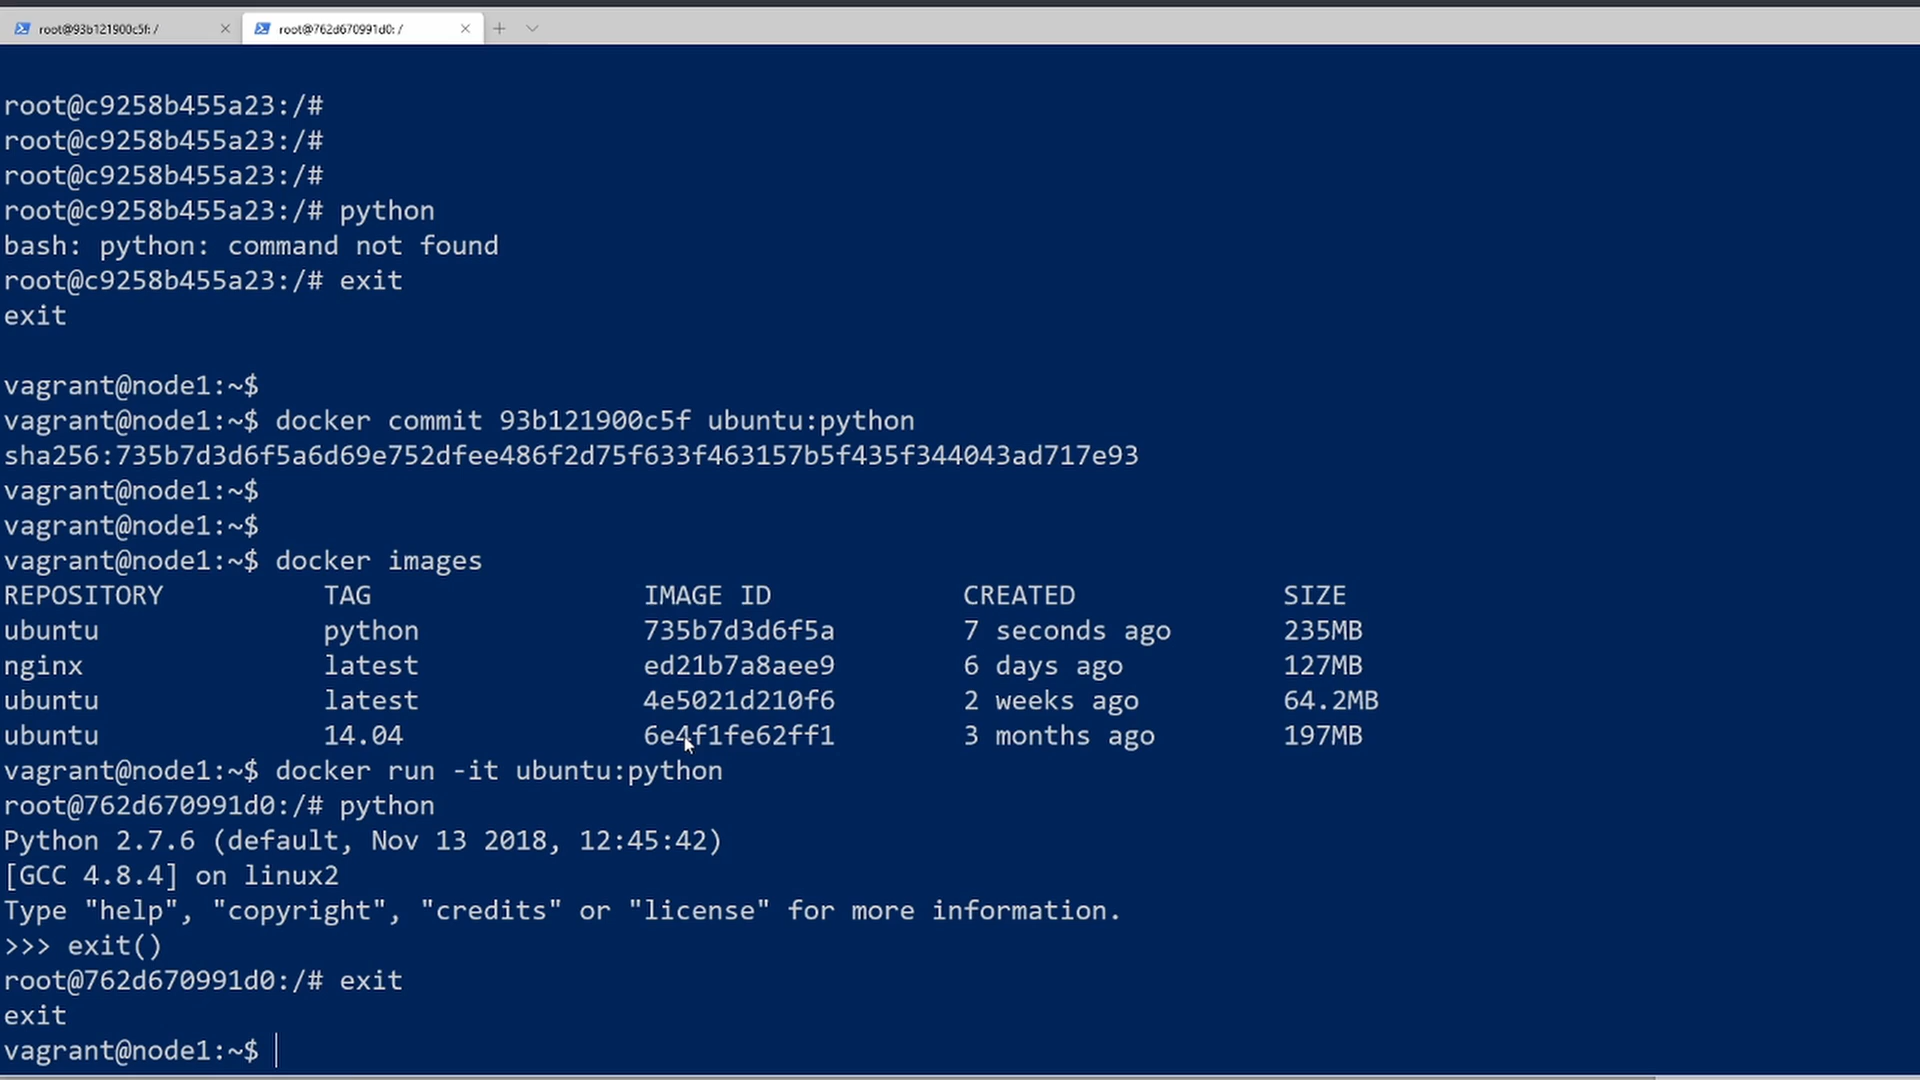 root@93b121900c5f: /
root@762d670991d0: /
root@c9258b455a23:/#
root@c9258b455a23:/#
root@c9258b455a23:/#
root@c9258b455a23:/# python
bash: python: command not found
root@c9258b455a23:/# exit
exit
vagrant@node1:~$
vagrant@node1:~$ docker commit 93b121900c5f ubuntu:python
sha256:735b7d3d6f5a6d69e752dfee486f2d75f633f463157b5f435f344043ad717e93
vagrant@node1:~$
vagrant@node1:~$
vagrant@node1:~$ docker images
REPOSITORY TAG IMAGE ID CREATED SIZE
ubuntu python 735b7d3d6f5a 7 seconds ago 235MB
nginx latest ed21b7a8aee9 6 days ago 127MB
ubuntu latest 4e5021d210f6 2 weeks ago 64.2MB
ubuntu 14.04 6e4f1fe62ff1 3 months ago 197MB
vagrant@node1:~$ docker run -it ubuntu:python
root@762d670991d0:/# python
Python 2.7.6 (default, Nov 13 2018, 12:45:42)
[GCC 4.8.4] on linux2
Type "help", "copyright", "credits" or "license" for more information.
>>> exit()
root@762d670991d0:/# exit
exit
vagrant@node1:~$